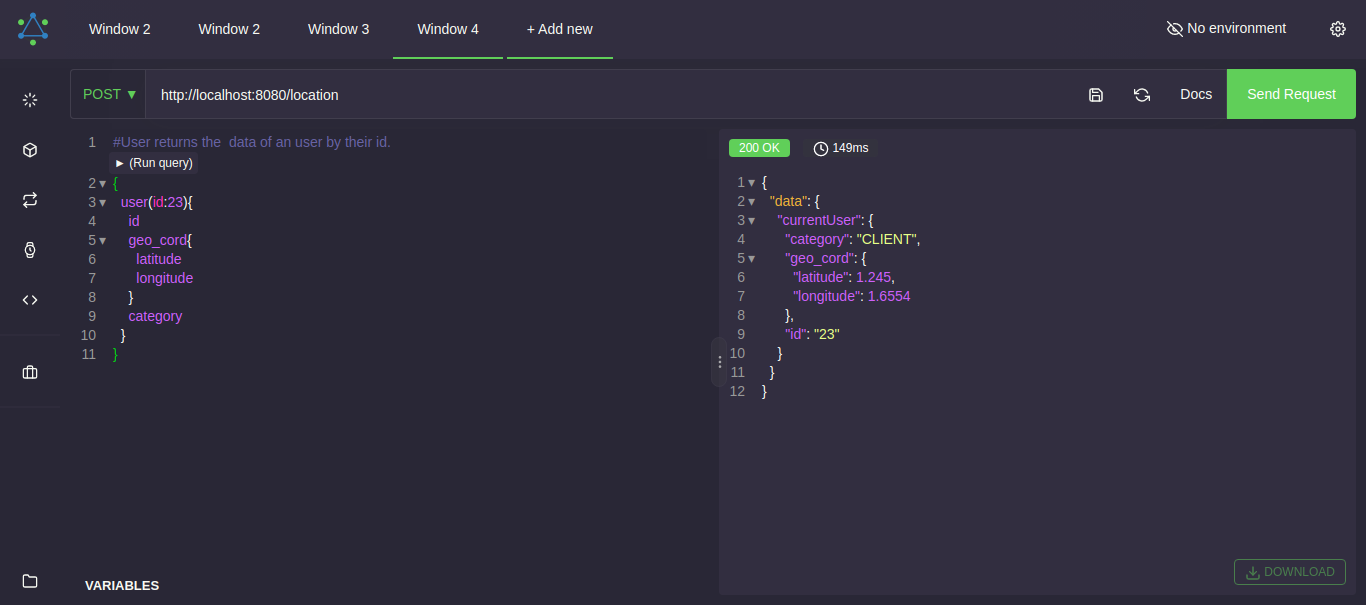 Window 2 Window 2 Window 3 Window 4 + Add new No environment
POST ▼ http://localhost:8080/location Docs Send Request
1 #User returns the  data of an user by their id.
► (Run query)
2 ▾ {
3 ▾ user(id:23){
4 id
5 ▾ geo_cord{
6 latitude
7 longitude
8 }
9 category
10 }
11 }
VARIABLES
200 OK 149ms
1 ▾ {
2 ▾ "data": {
3 ▾ "currentUser": {
4 "category": "CLIENT",
5 ▾ "geo_cord": {
6 "latitude": 1.245,
7 "longitude": 1.6554
8 },
9 "id": "23"
10 }
11 }
12 }
DOWNLOAD